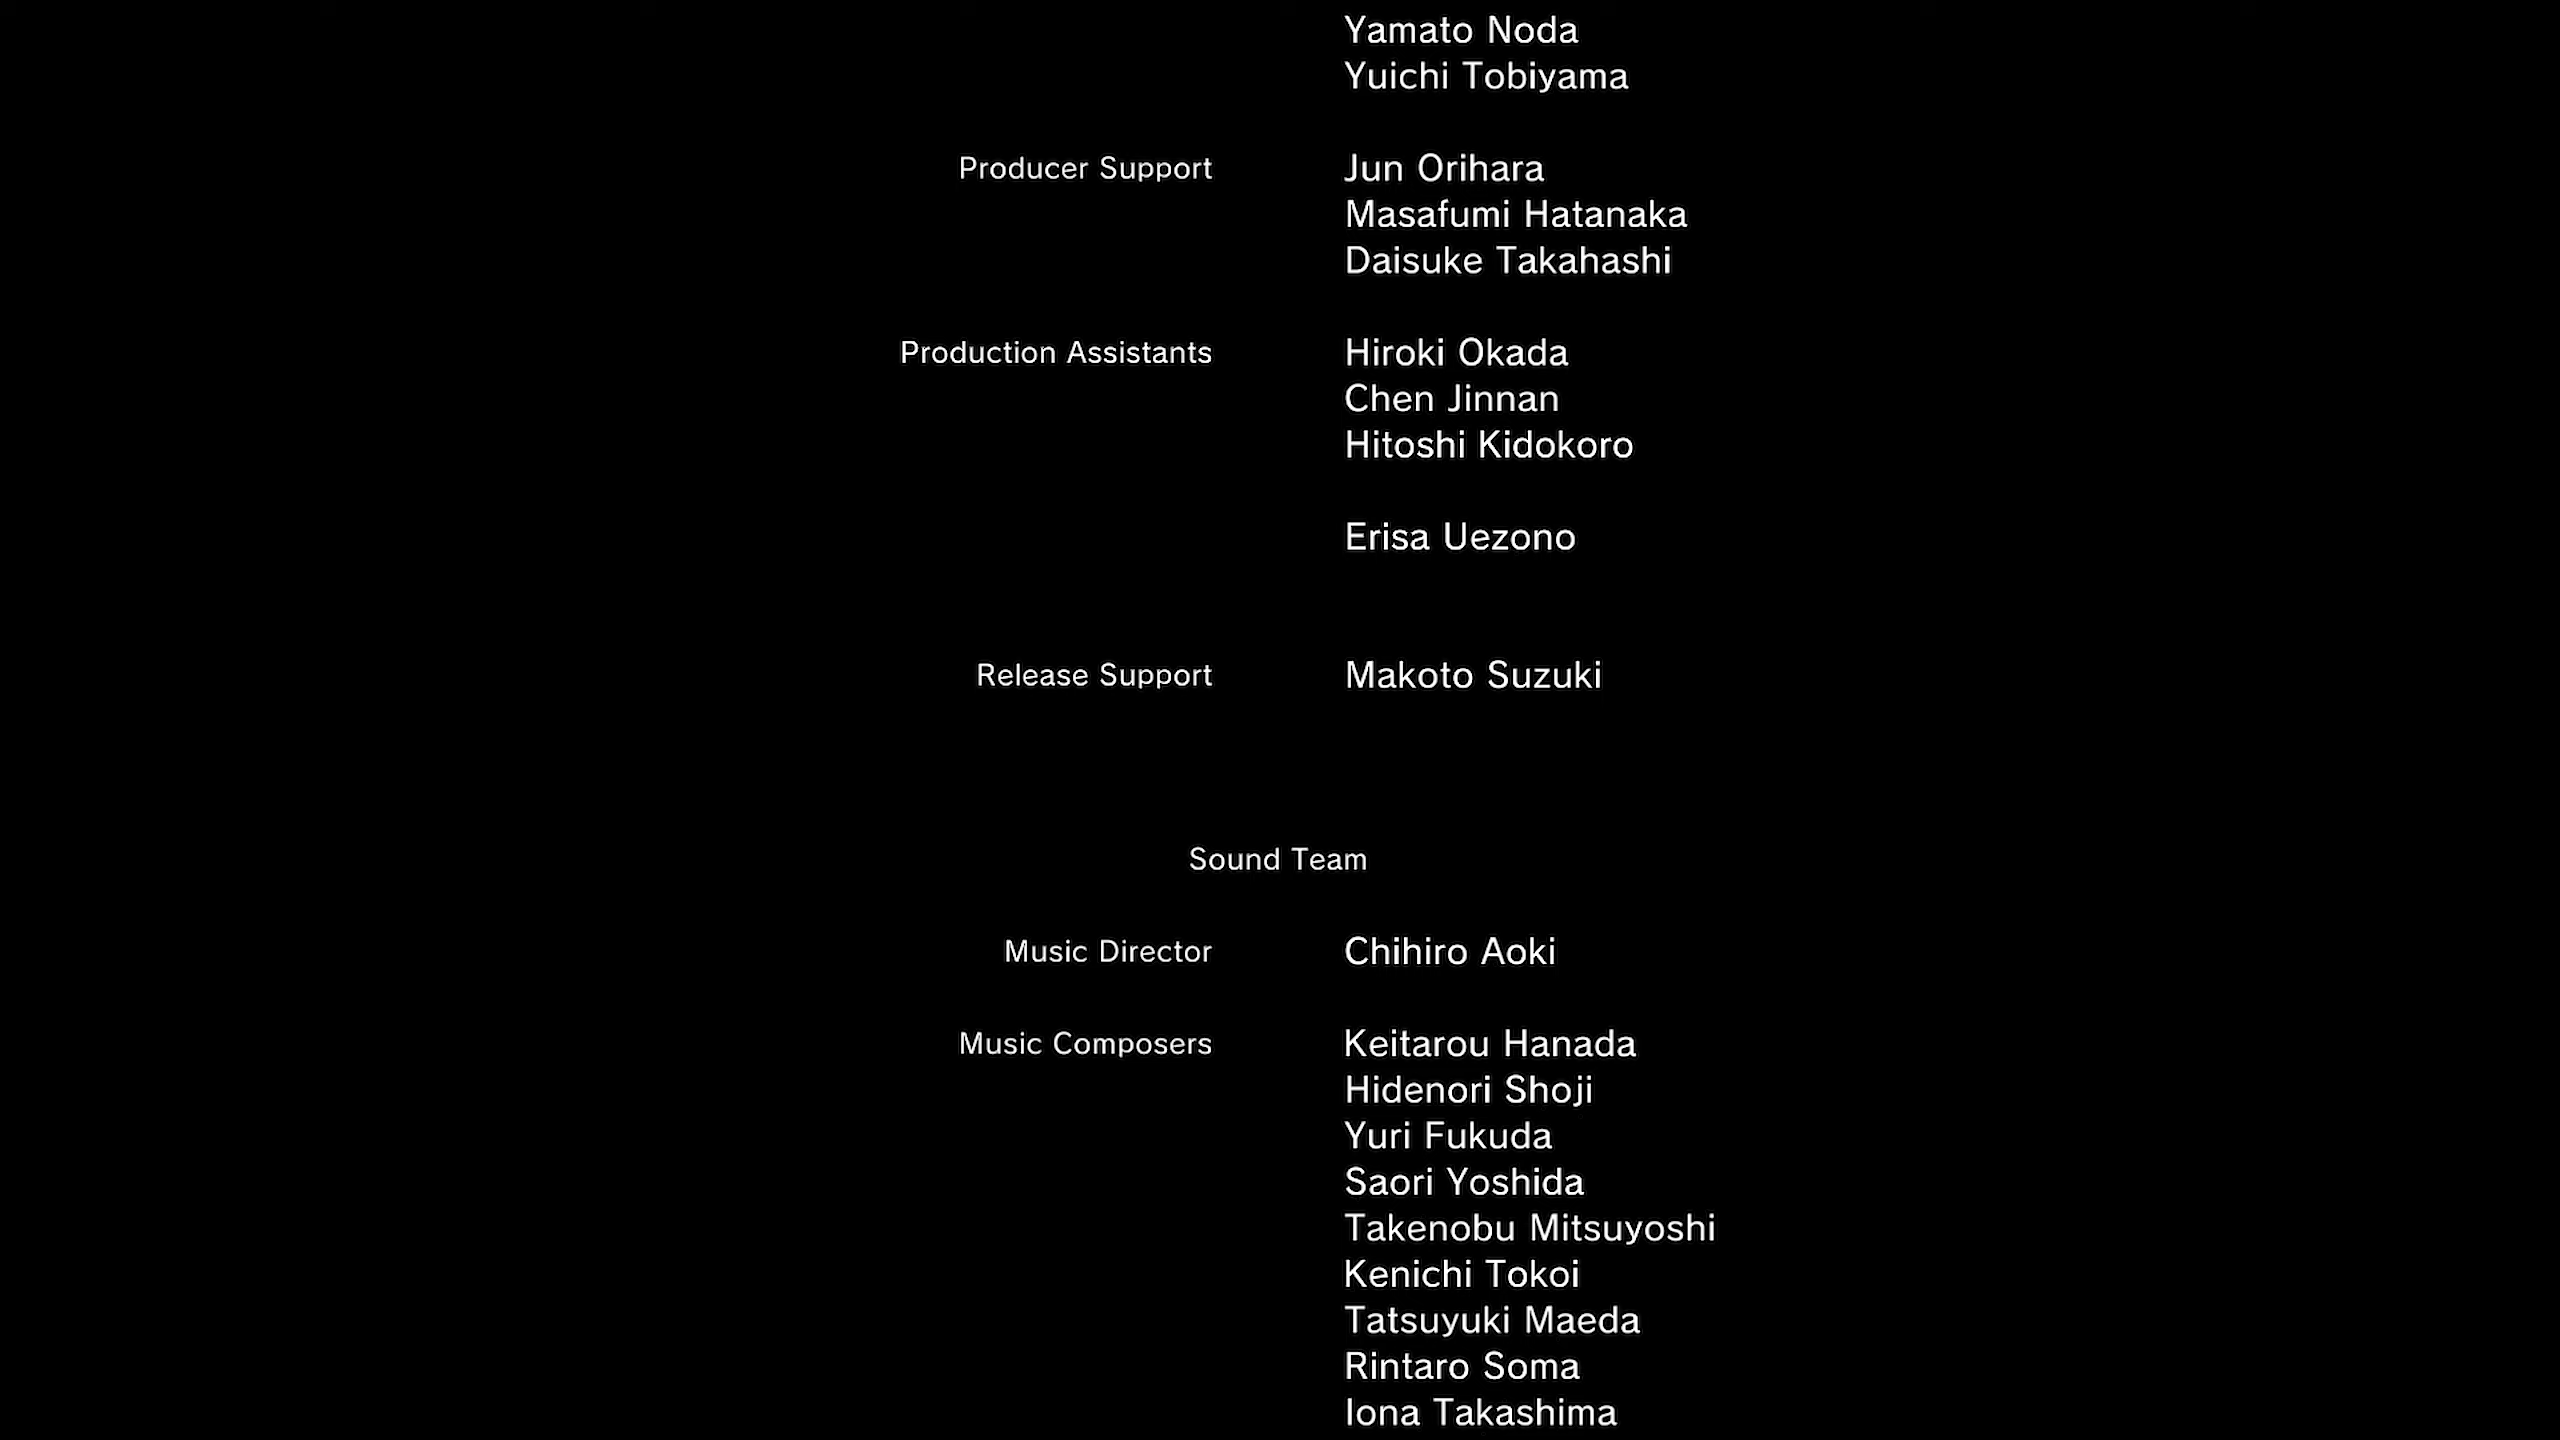 Yamato Noda
Yuichi Tobiyama
Producer Support Jun Orihara
Masafumi Hatanaka
Daisuke Takahashi
Production Assistants Hiroki Okada
Chen Jinnan
Hitoshi Kidokoro
Erisa Uezono
Release Support Makoto Suzuki
Sound Team
Music Director Chihiro Aoki
Music Composers Keitarou Hanada
Hidenori Shoji
Yuri Fukuda
Saori Yoshida
Takenobu Mitsuyoshi
Kenichi Tokoi
Tatsuyuki Maeda
Rintaro Soma
Iona Takashima